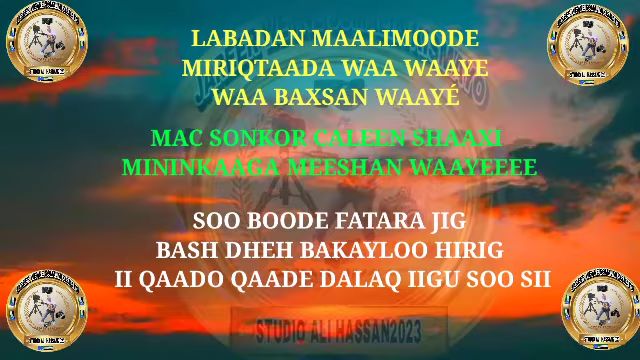 LABADAN MAALIMOODE
MIRIQTAADA WAA WAAYE
WAA BAXSAN WAAYÉ
MAC SONKOR CALEEN SHAAXI
MININKAAGA MEESHAN WAAYEEEE
SOO BOODE FATARA JIG
BASH DHEH BAKAYLOO HIRIG
II QAADO QAADE DALAQ IIGU SOO SII
STUDIO ALI HASSAN2023